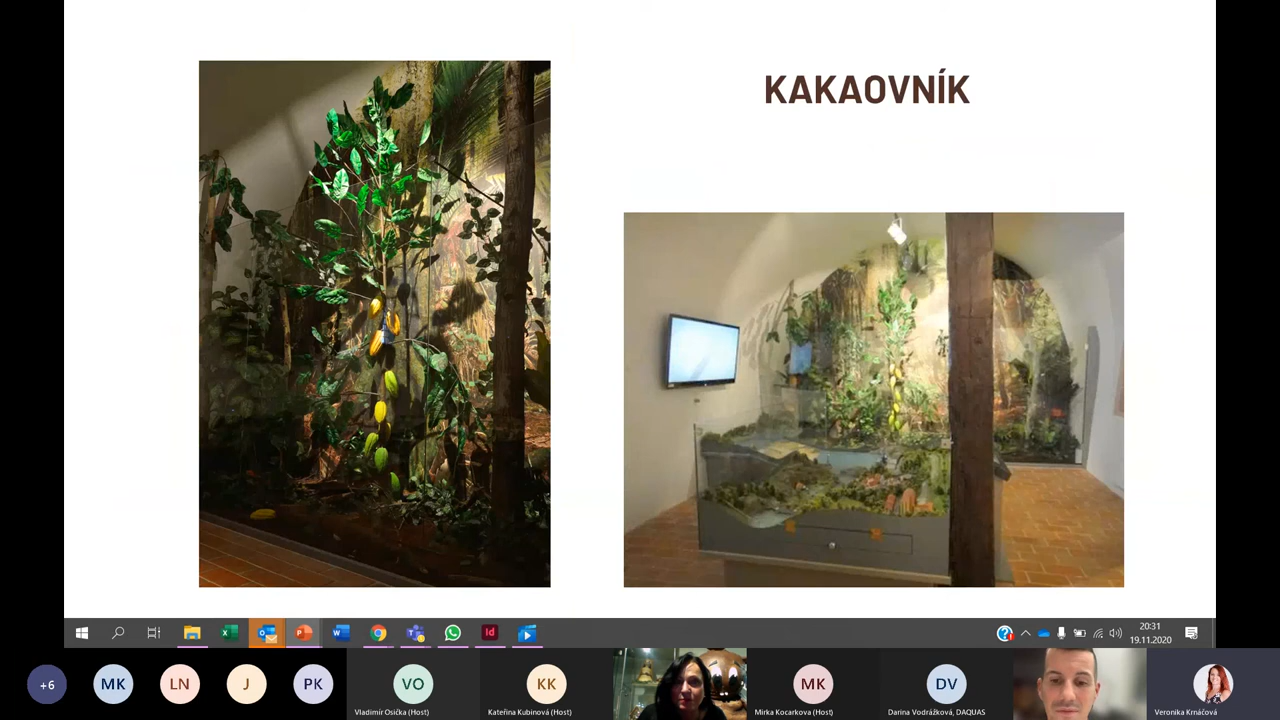 KAKAOVNÍK
20:31
19.11.2020
+6
MK
LN
J
PK
VO
Vladimír Osička (Host)
KK
Kateřina Kubinová (Host)
MK
Mirka Kocarkova (Host)
DV
Darina Vodrážková, DAQUAS
Veronika Krnáčová